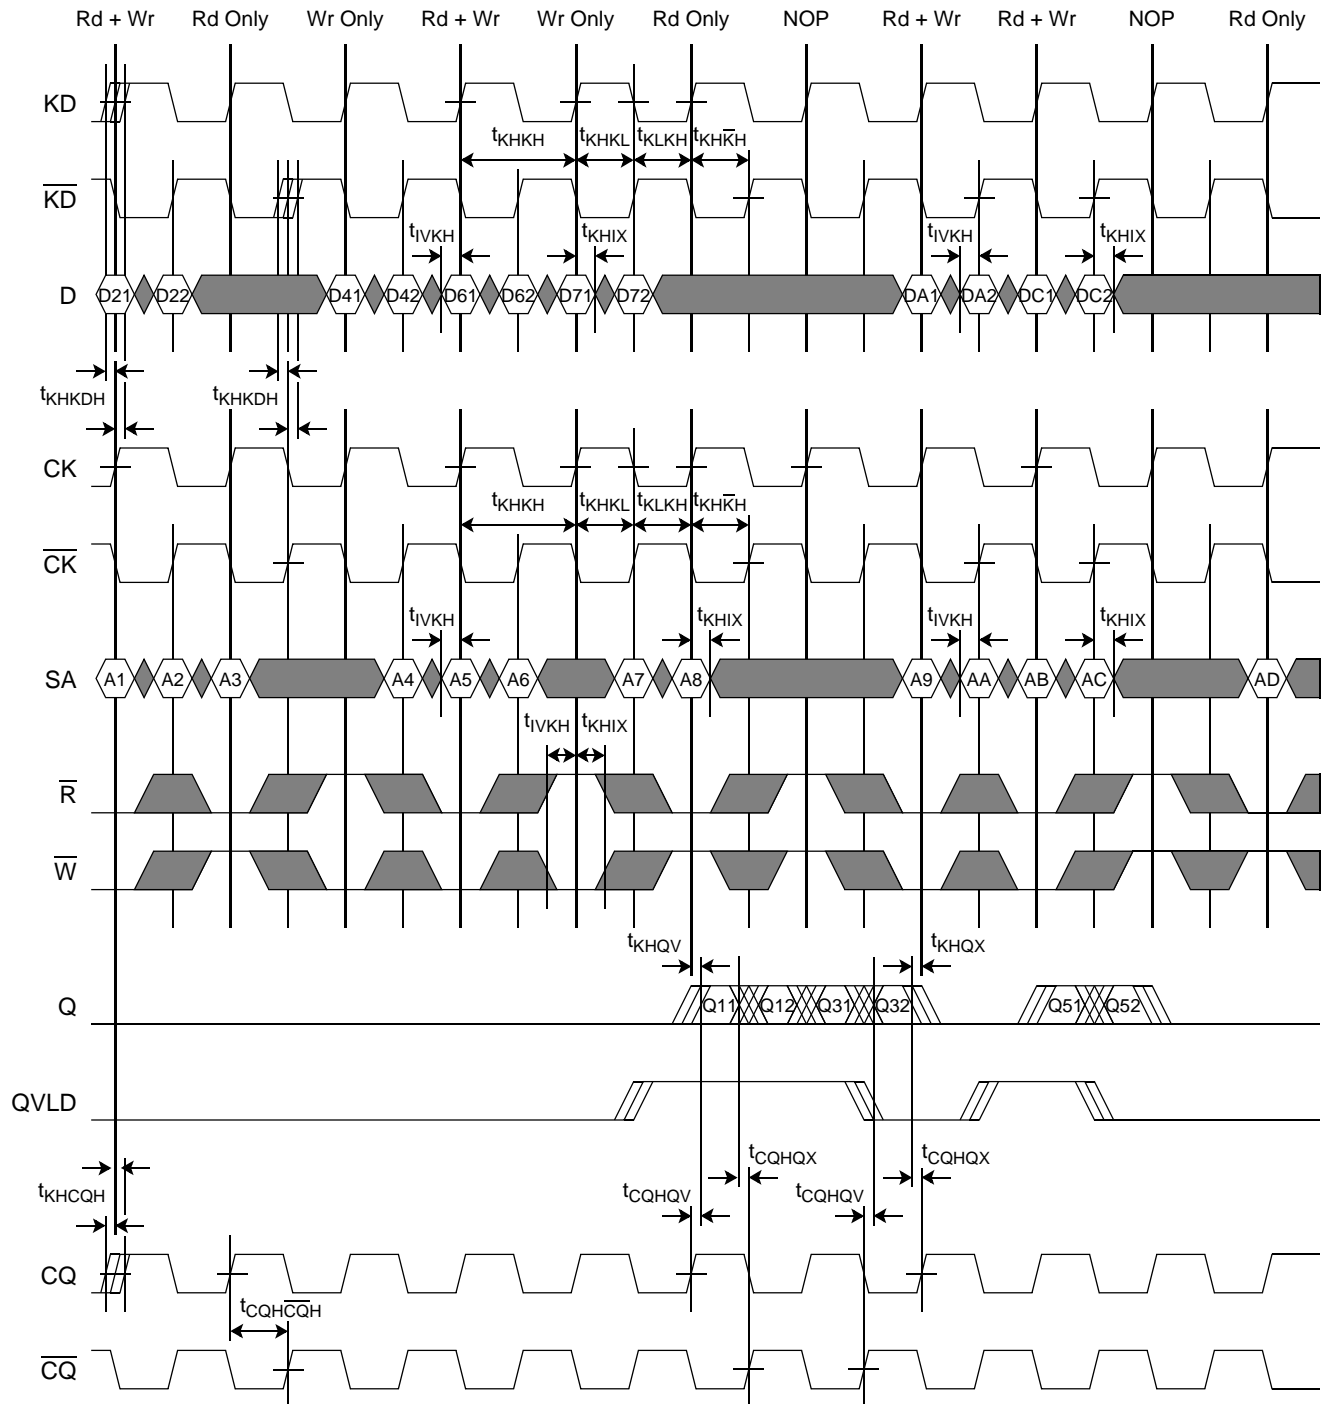 Rd + Wr Rd Only Wr Only Rd + Wr Wr Only Rd Only NOP Rd + Wr Rd + Wr NOP Rd Only
KD
tKHKH tKHKL tKLKH tKHK̅H
K̅D̅
tIVKH tKHIX tIVKH tKHIX
D D21 D22 D41 D42 D61 D62 D71 D72 DA1 DA2 DC1 DC2
tKHKDH tKHKDH
CK
tKHKH tKHKL tKLKH tKHK̅H
C̅K̅
tIVKH tKHIX tIVKH tKHIX
SA A1 A2 A3 A4 A5 A6 A7 A8 A9 AA AB AC AD
tIVKH tKHIX
R̅
W̅
tKHQV tKHQX
Q Q11 Q12 Q31 Q32 Q51 Q52
QVLD
tCQHQX tCQHQX
tKHCQH tCQHQV tCQHQV
CQ
tCQHC̅Q̅H
C̅Q̅